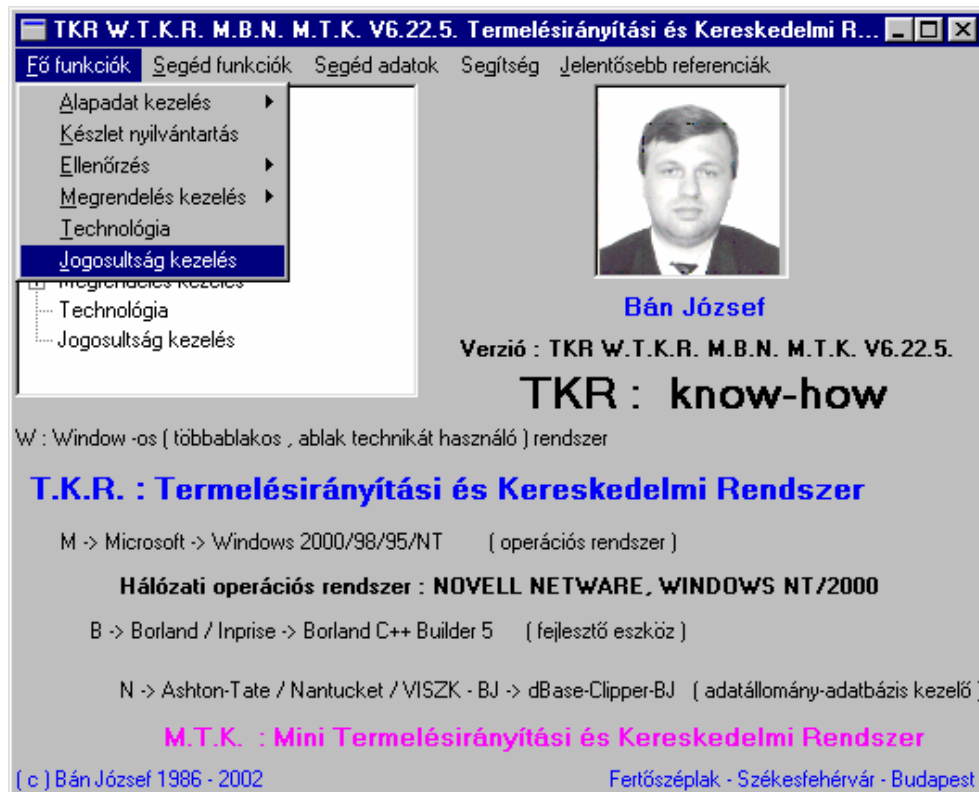 TKR W.T.K.R. M.B.N. M.T.K. V6.22.5. Termelésirányítási és Kereskedelmi R...
Fő funkciók Segéd funkciók Segéd adatok Segítség Jelentősebb referenciák
Alapadat kezelés
Készlet nyilvántartás
Ellenőrzés
Megrendelés kezelés
Technológia
Jogosultság kezelés
Megrendelés kezelés
Technológia
Jogosultság kezelés
Bán József
Verzió : TKR W.T.K.R. M.B.N. M.T.K. V6.22.5.
TKR : know-how
W : Window -os ( többablakos , ablak technikát használó ) rendszer
T.K.R. : Termelésirányítási és Kereskedelmi Rendszer
M -> Microsoft -> Windows 2000/98/95/NT ( operációs rendszer )
Hálózati operációs rendszer : NOVELL NETWARE, WINDOWS NT/2000
B -> Borland / Inprise -> Borland C++ Builder 5 ( fejlesztő eszköz )
N -> Ashton-Tate / Nantucket / VISZK - BJ -> dBase-Clipper-BJ ( adatállomány-adatbázis kezelő )
M.T.K. : Mini Termelésirányítási és Kereskedelmi Rendszer
( c ) Bán József 1986 - 2002 Fertőszéplak - Székesfehérvár - Budapest